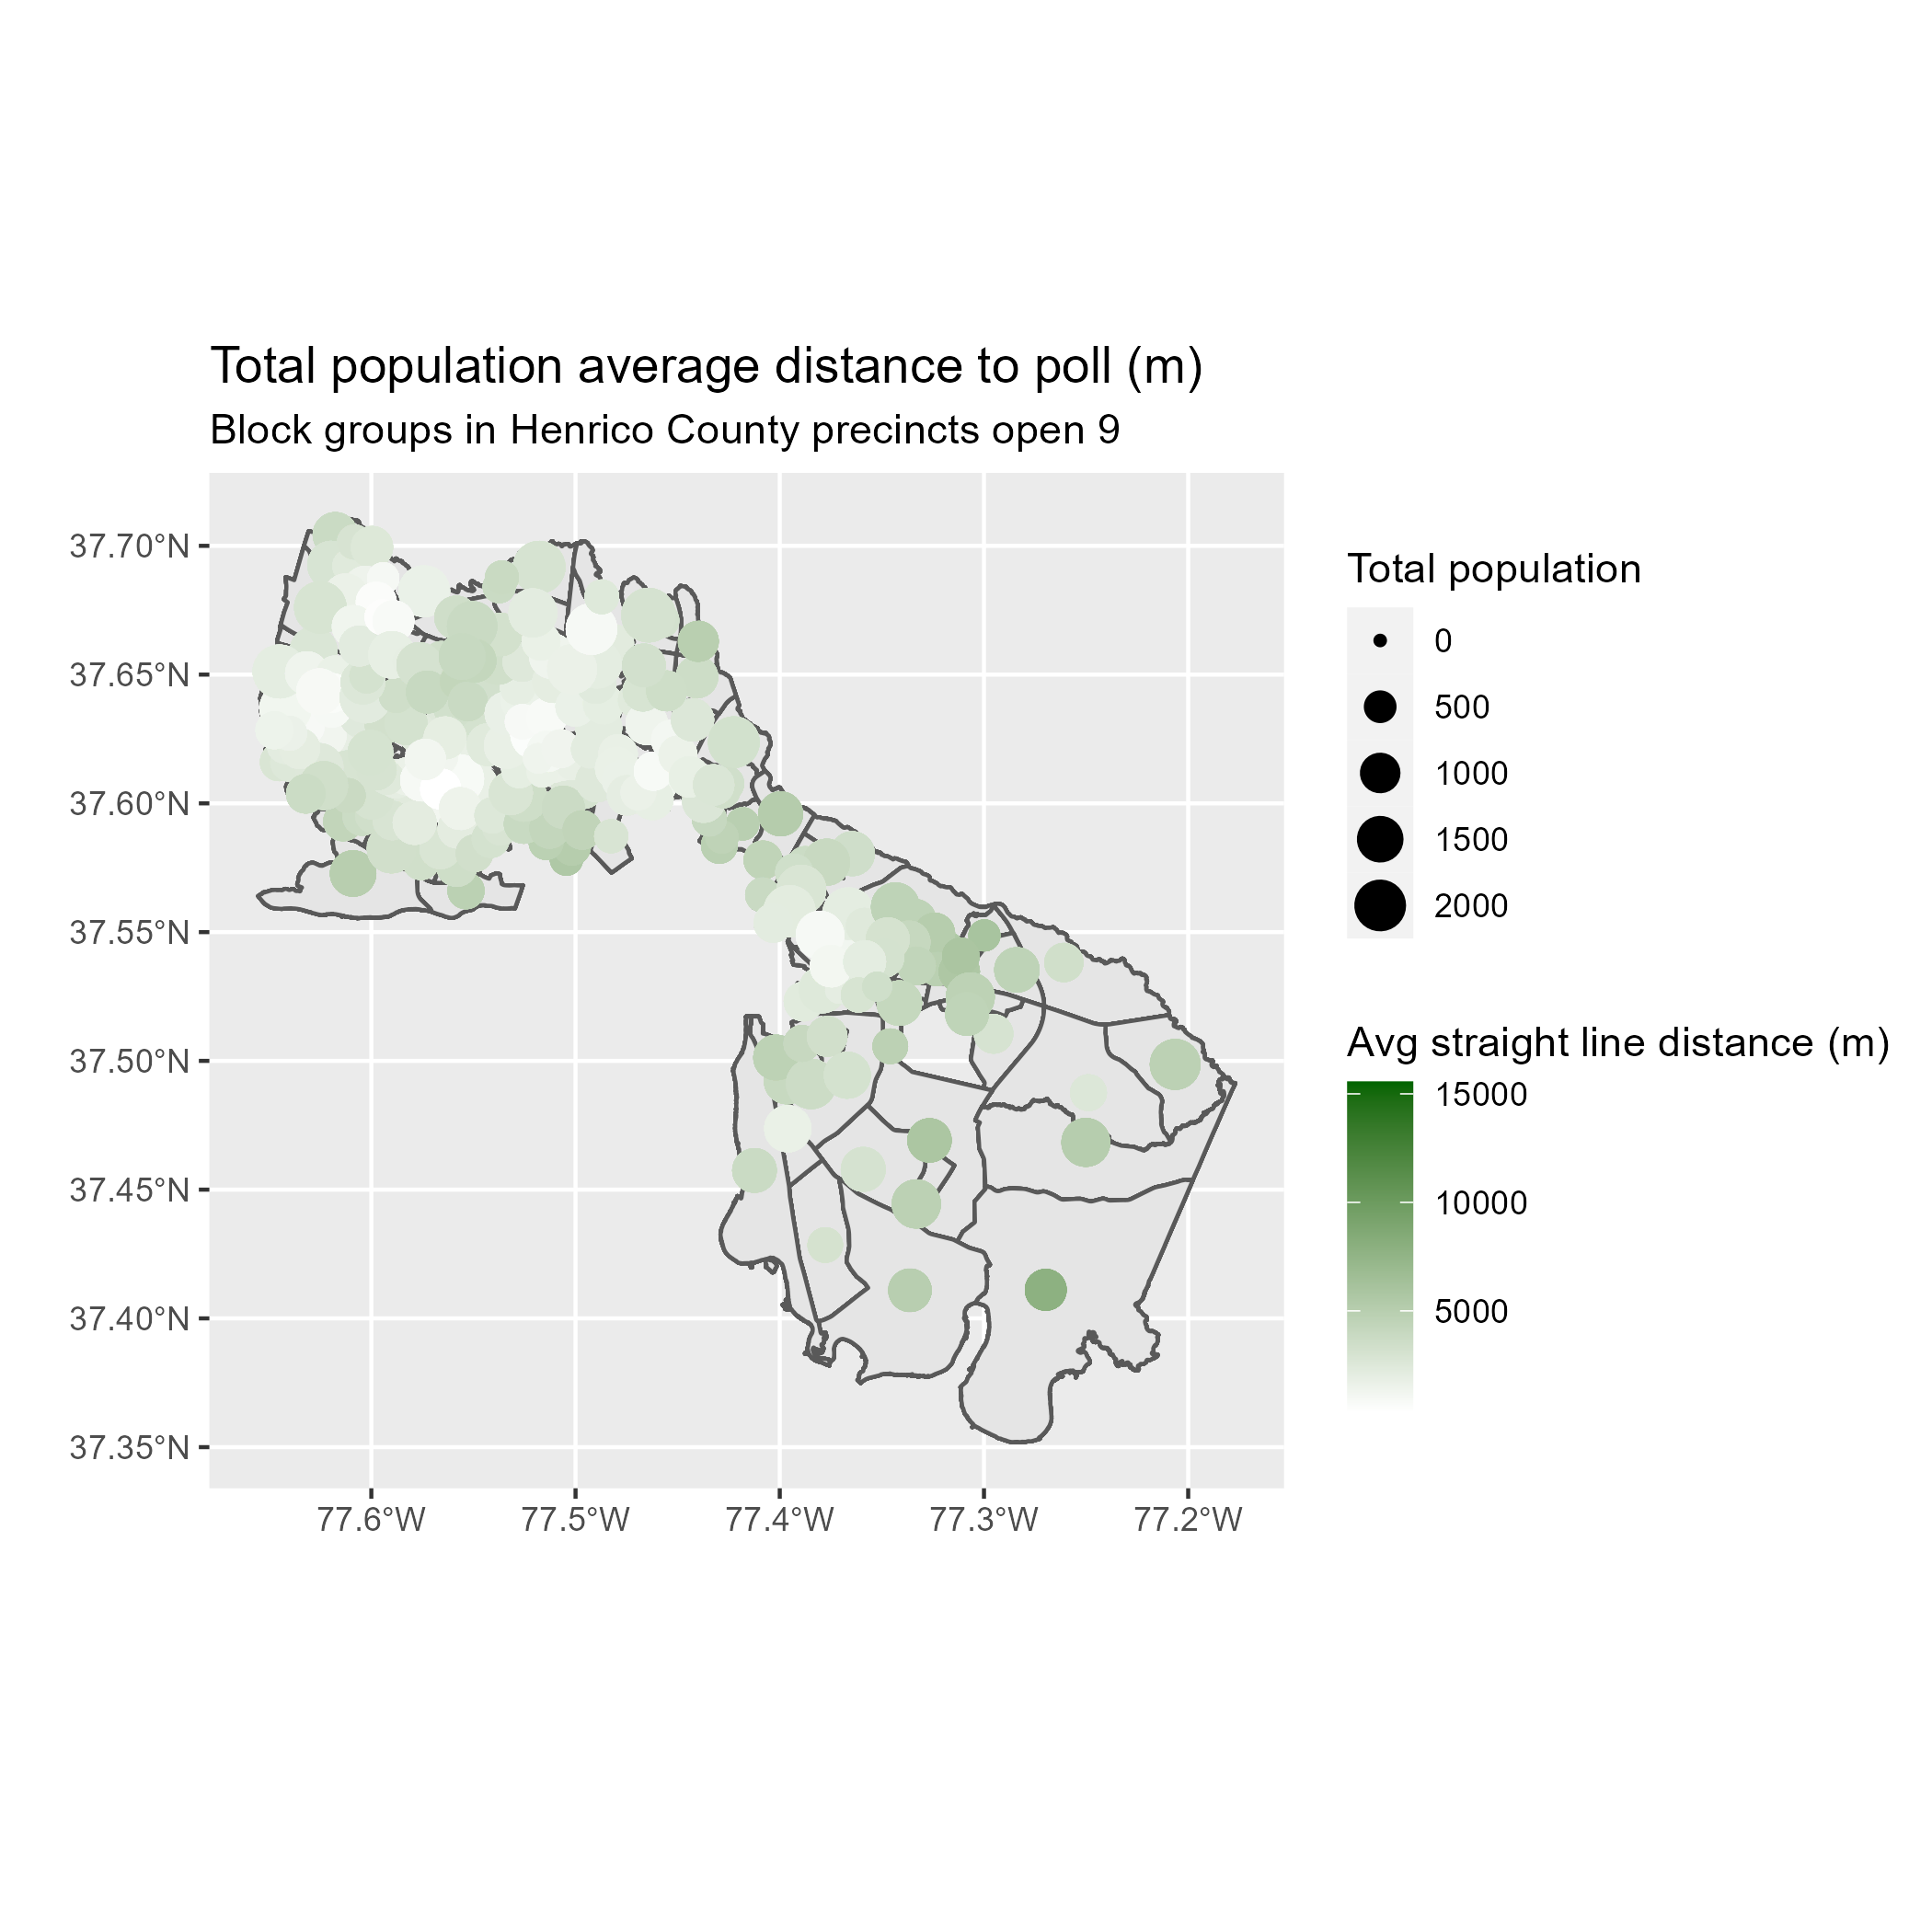 Total population average distance to poll (m)
Block groups in Henrico County precincts open 9
37.70°N
37.65°N
37.60°N
37.55°N
37.50°N
37.45°N
37.40°N
37.35°N
77.6°W
77.5°W
77.4°W
77.3°W
77.2°W
Total population
0
500
1000
1500
2000
Avg straight line distance (m)
15000
10000
5000